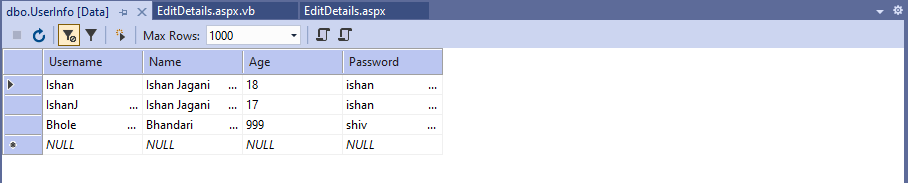 dbo.UserInfo [Data] EditDetails.aspx.vb EditDetails.aspx
Max Rows: 1000
Username Name Age Password
Ishan Ishan Jagani ... 18 ishan ...
IshanJ ... Ishan Jagani ... 17 ishan ...
Bhole ... Bhandari ... 999 shiv ...
NULL NULL NULL NULL